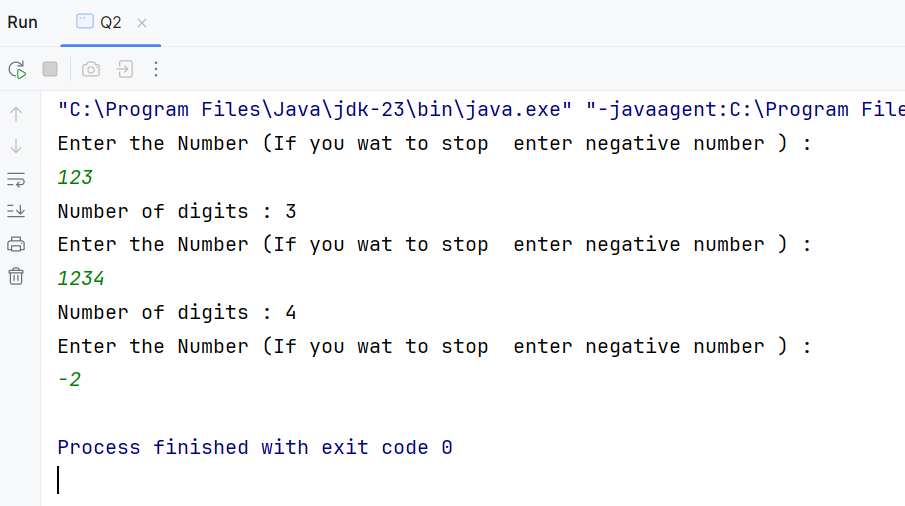 Run Q2
"C:\Program Files\Java\jdk-23\bin\java.exe" "-javaagent:C:\Program File
Enter the Number (If you wat to stop  enter negative number ) :
123
Number of digits : 3
Enter the Number (If you wat to stop  enter negative number ) :
1234
Number of digits : 4
Enter the Number (If you wat to stop  enter negative number ) :
-2
Process finished with exit code 0